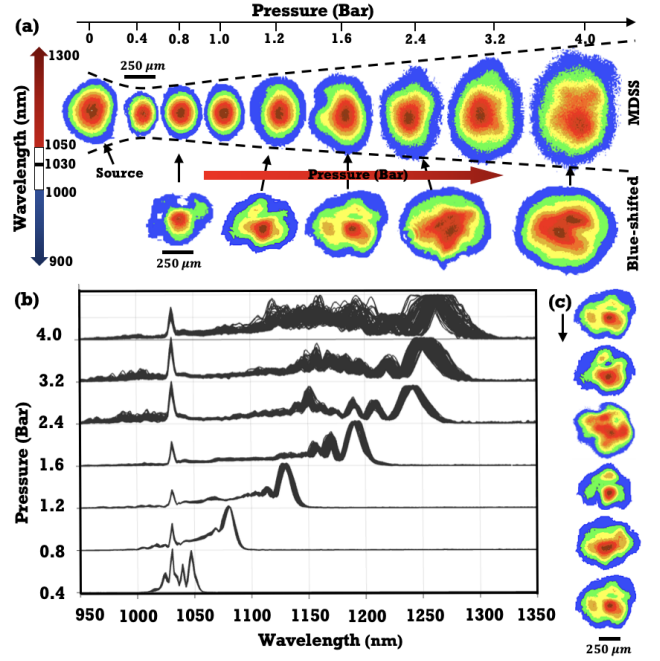 Pressure (Bar)
(a)
0 0.4 0.8 1.0 1.2 1.6 2.4 3.2 4.0
1300
250 μm
Wavelength (nm)
MDSS
1050
1030
1000
900
Source
Pressure (Bar)
Blue-shifted
250 μm
(b)
(c)
Pressure (Bar)
4.0
3.2
2.4
1.6
1.2
0.8
0.4
950 1000 1050 1100 1150 1200 1250 1300 1350
Wavelength (nm)
250 μm